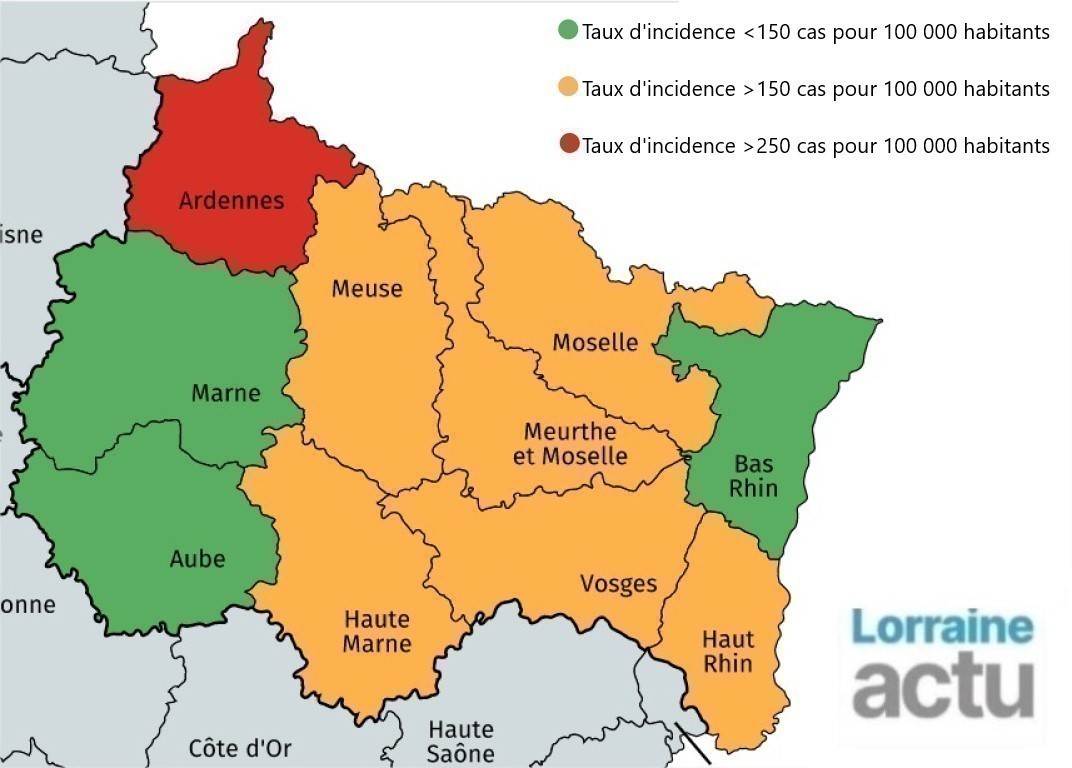 Taux d'incidence <150 cas pour 100 000 habitants
Taux d'incidence >150 cas pour 100 000 habitants
Taux d'incidence >250 cas pour 100 000 habitants
Ardennes
isne
Meuse
Moselle
Marne
Meurthe
et Moselle
Bas
Rhin
Aube
Vosges
onne
Haute
Marne
Haut
Rhin
Lorraine
actu
Côte d'Or
Haute
Saône